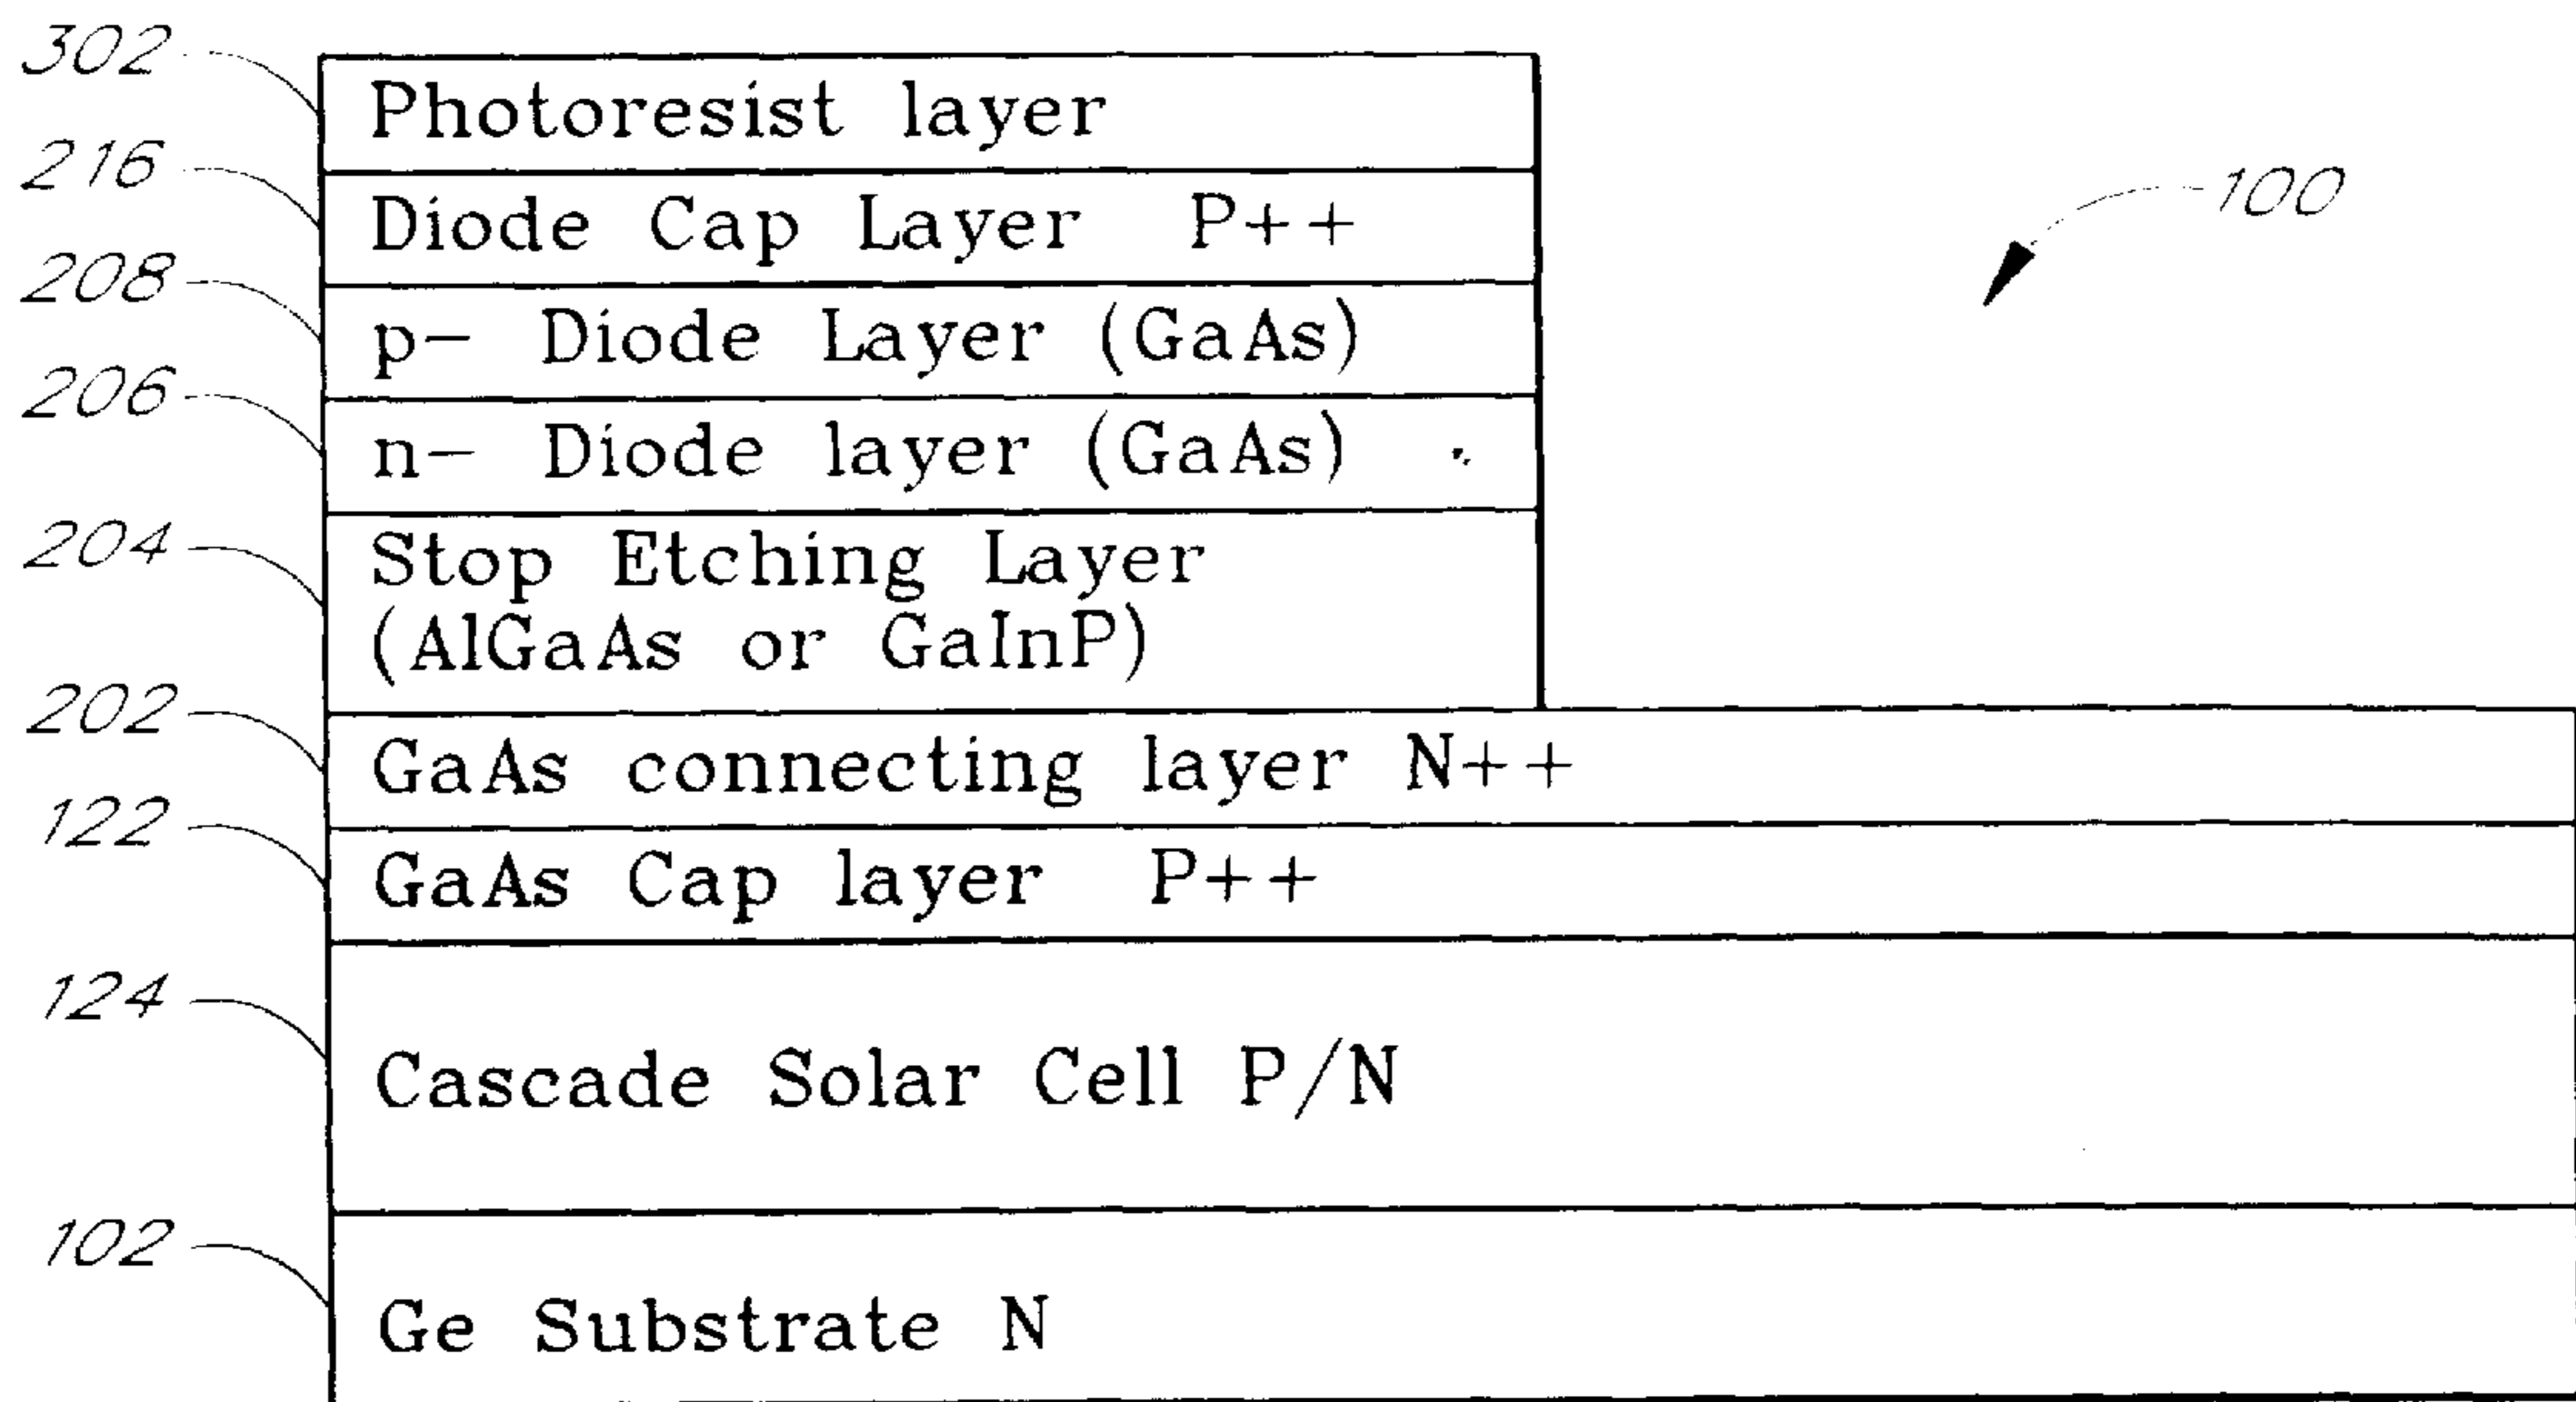 302
Photoresist layer
216
Diode Cap Layer P++
100
208
p- Diode Layer (GaAs)
206
n- Diode layer (GaAs)
204
Stop Etching Layer
(AlGaAs or GaInP)
202
GaAs connecting layer N++
122
GaAs Cap layer P++
124
Cascade Solar Cell P/N
102
Ge Substrate N